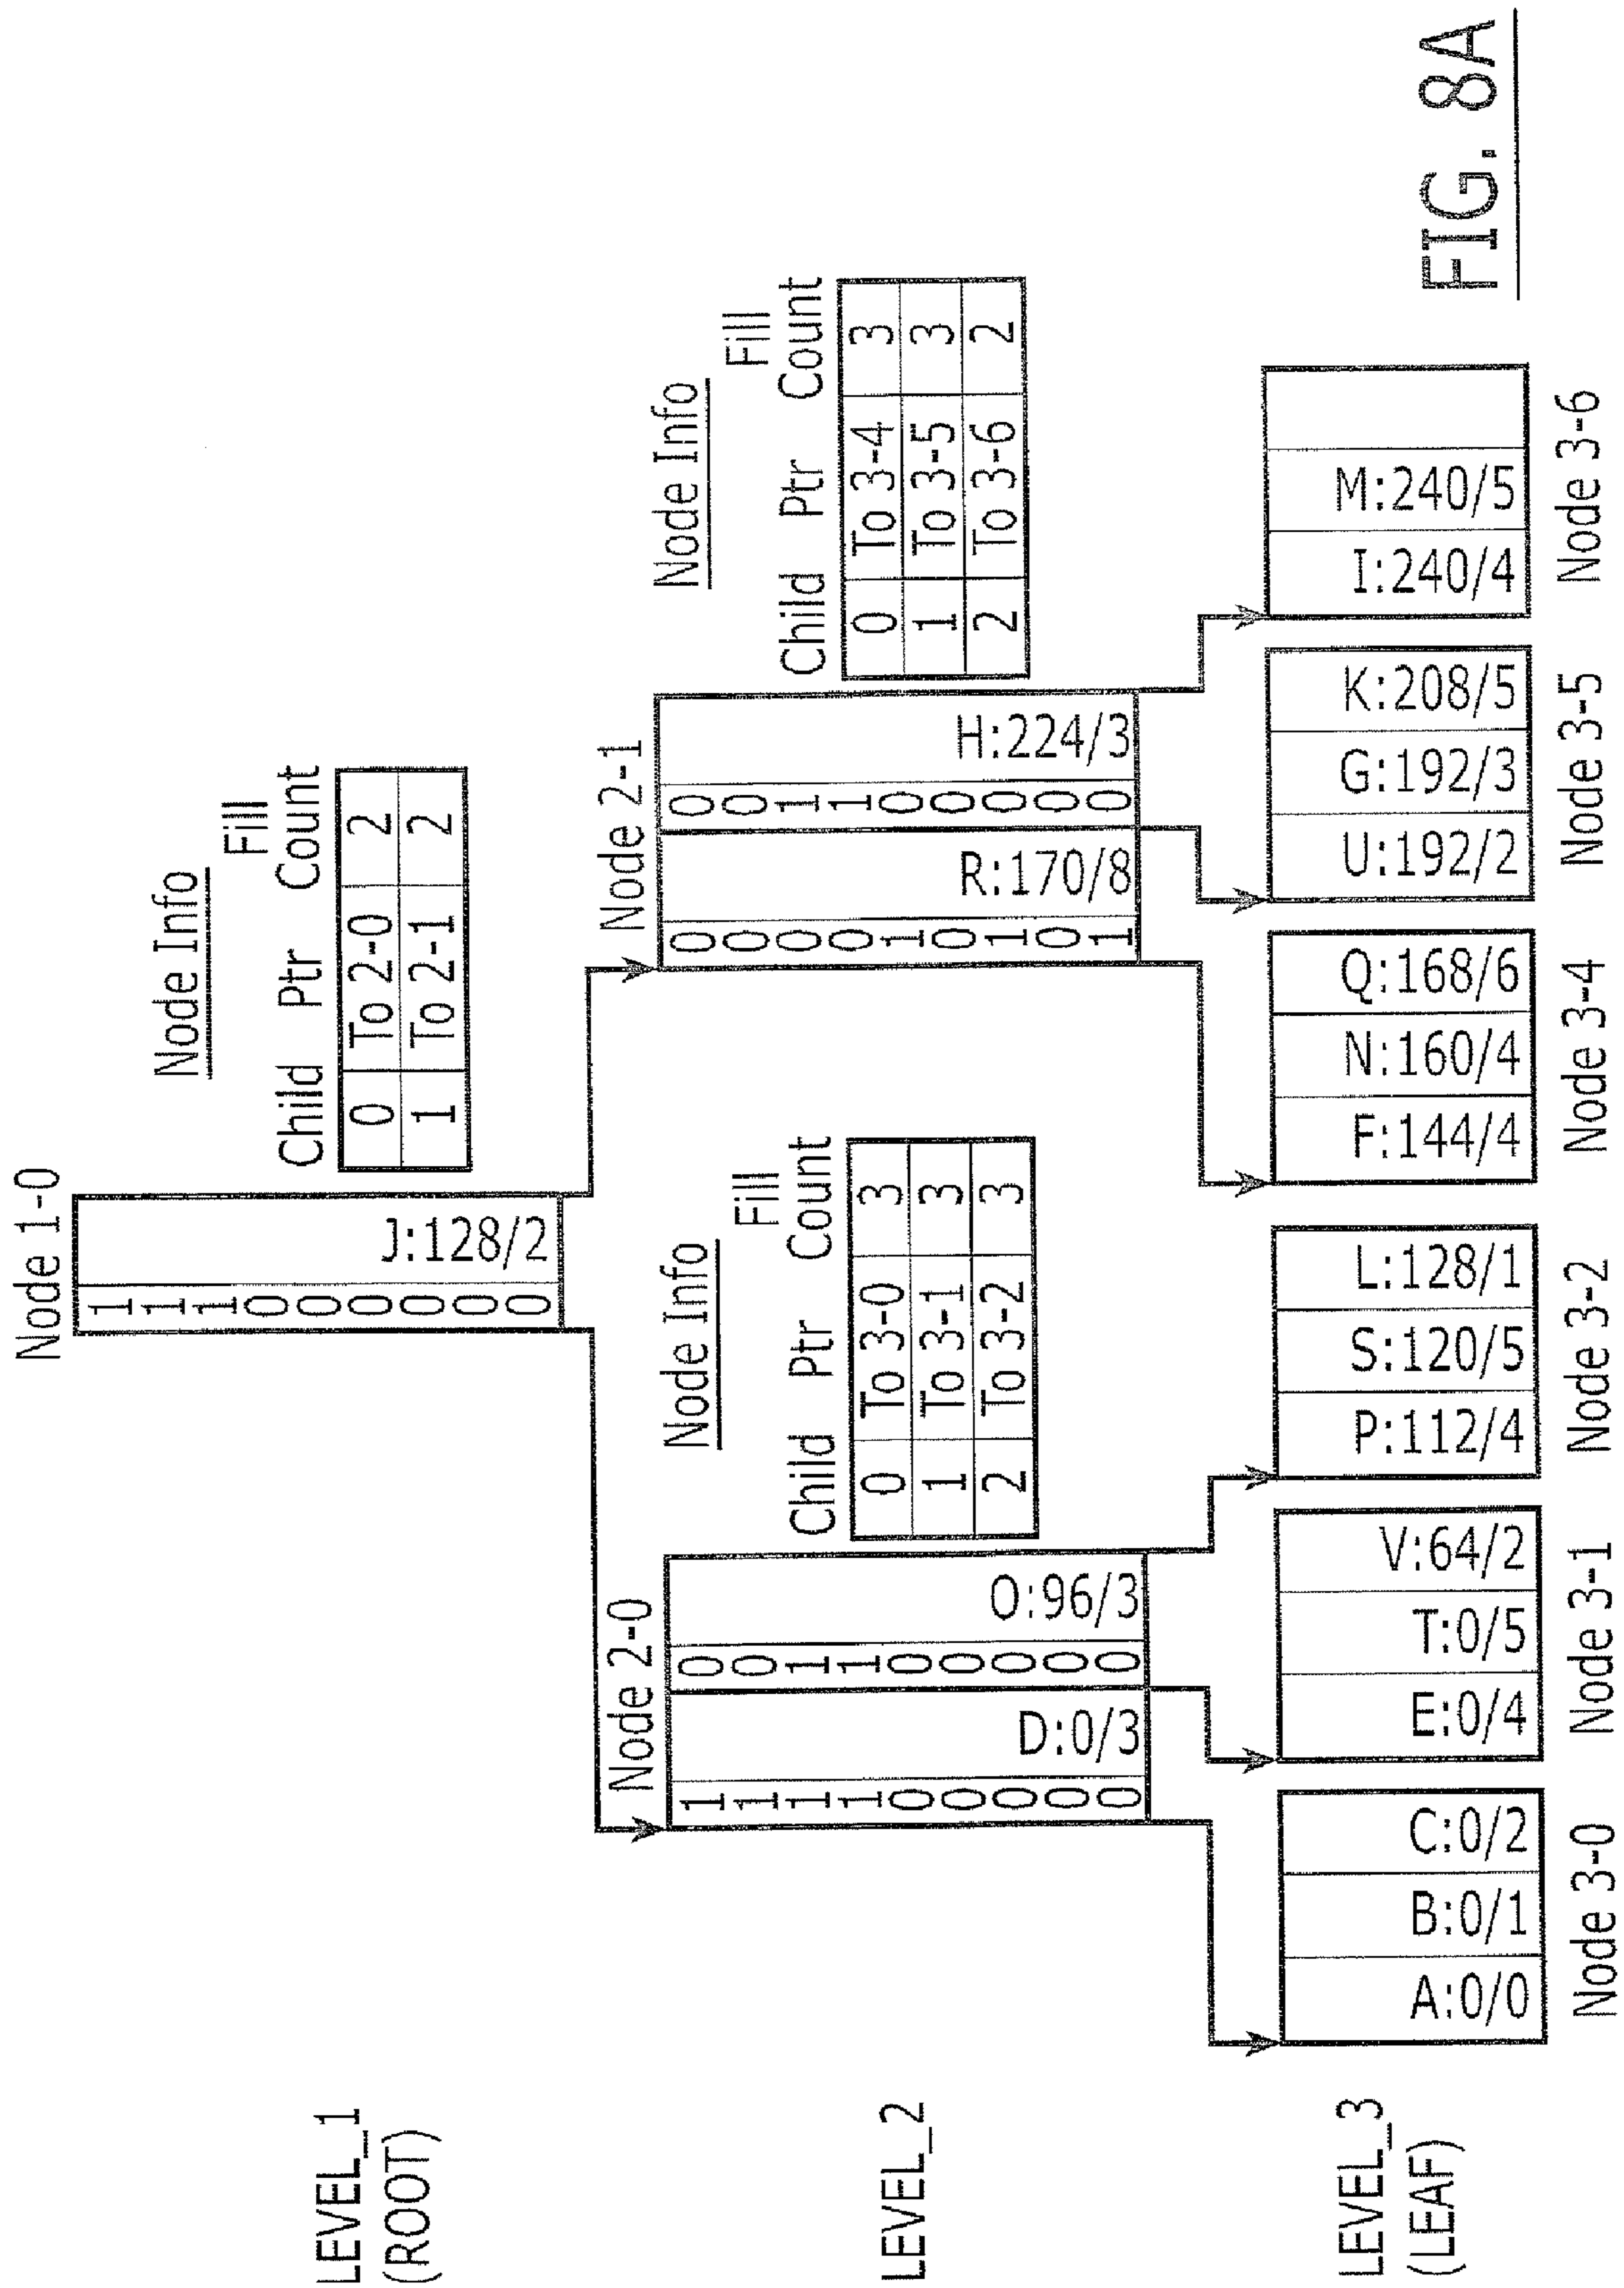 Node 1-0
1
1
1
0
0
0
0
0
0
J:128/2
Node Info
Fill
Child Ptr Count
0 To 2-0 2
1 To 2-1 2
LEVEL_1
(ROOT)
Node 2-0
1
1
1
1
0
0
0
0
0
D:0/3
0
0
1
1
0
0
0
0
0
O:96/3
Node Info
Fill
Child Ptr Count
0 To 3-0 3
1 To 3-1 3
2 To 3-2 3
Node 2-1
0
0
0
0
1
0
1
0
1
R:170/8
0
0
1
1
0
0
0
0
0
H:224/3
Node Info
Fill
Child Ptr Count
0 To 3-4 3
1 To 3-5 3
2 To 3-6 2
LEVEL_2
LEVEL_3
(LEAF)
A:0/0
B:0/1
C:0/2
Node 3-0
E:0/4
T:0/5
V:64/2
Node 3-1
P:112/4
S:120/5
L:128/1
Node 3-2
F:144/4
N:160/4
Q:168/6
Node 3-4
U:192/2
G:192/3
K:208/5
Node 3-5
I:240/4
M:240/5
Node 3-6
FIG. 8A